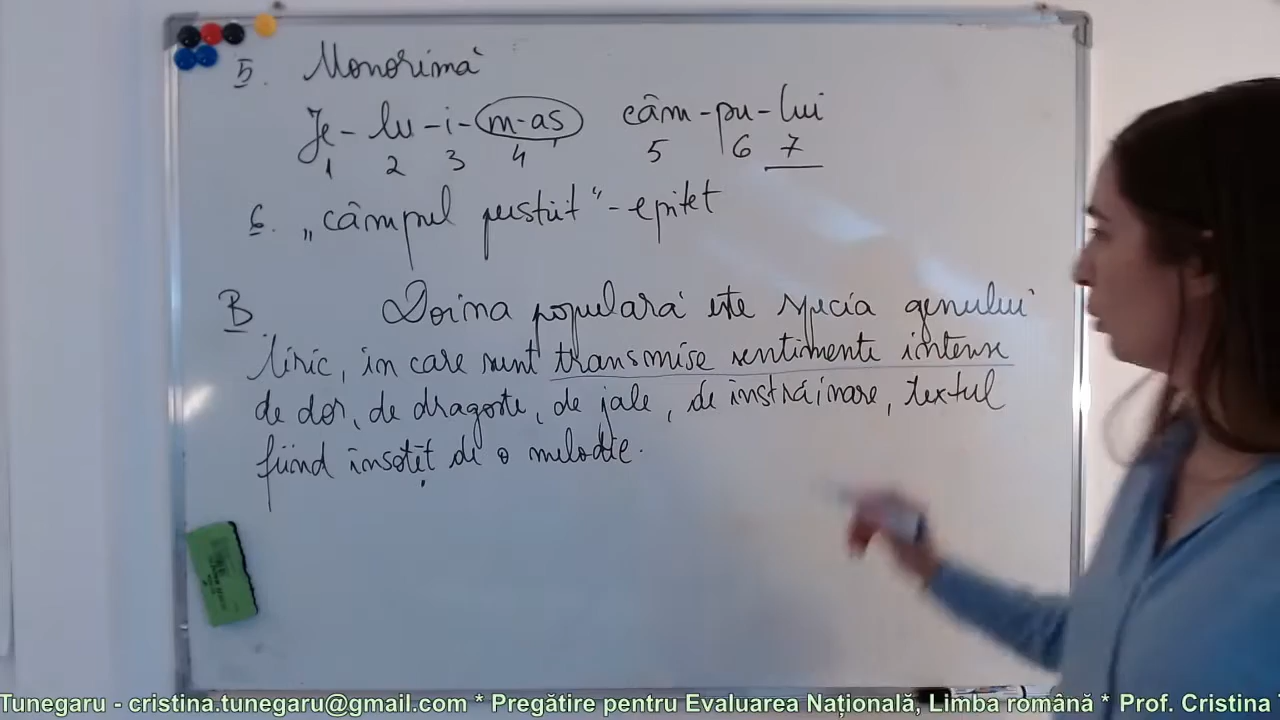 5. Monorimă
Je-lu-i-m-aș câm-pu-lui
1 2 3 4 5 6 7
6. „câmpul pustiit"-epitet
B. Doina populară este specia genului
liric, în care sunt transmise sentimente intense
de dor, de dragoste, de jale, de înstrăinare, textul
fiind însoțit de o melodie.
Tunegaru - cristina.tunegaru@gmail.com * Pregătire pentru Evaluarea Națională, Limba română * Prof. Cristina